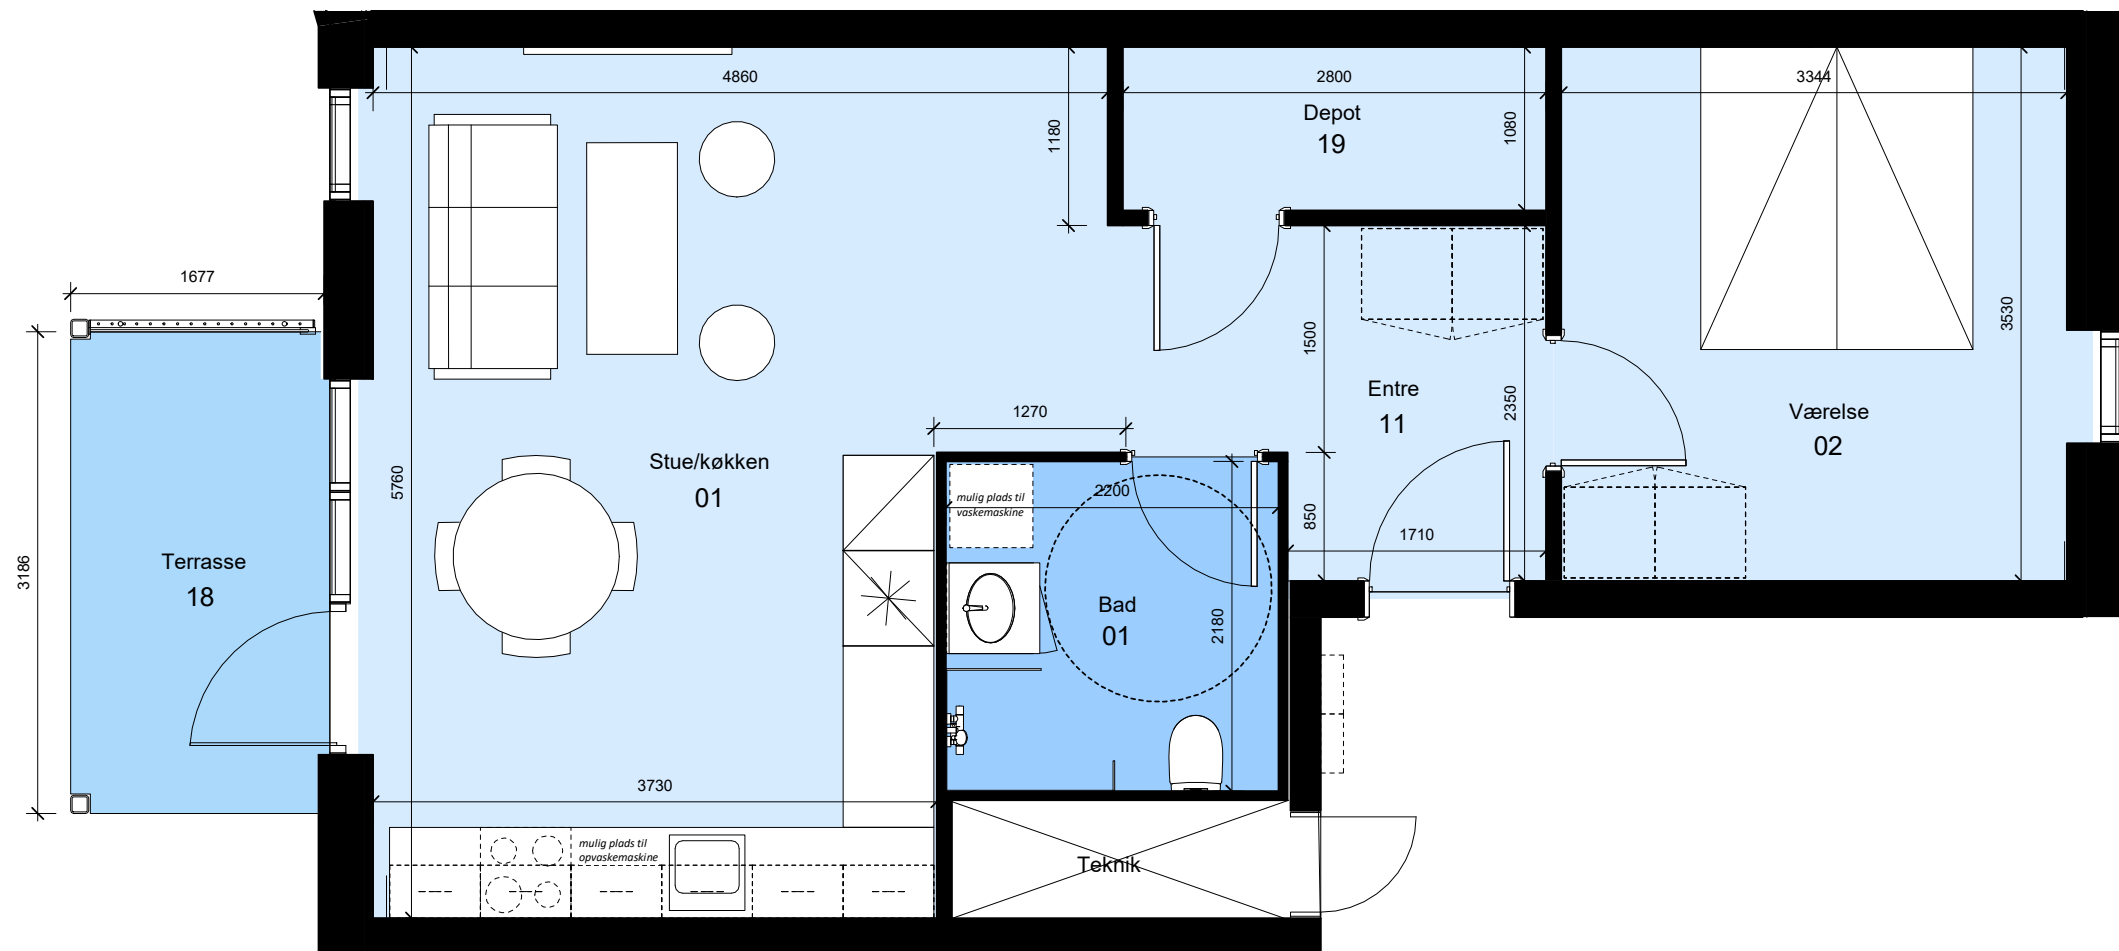 4860
2800
3344
Depot
19
1180
1080
1677
3530
1500
Entre
11
2350
1270
Værelse
02
Stue/køkken
01
5760
mulig plads til
vaskemaskine
2200
850
1710
Terrasse
18
3186
Bad
01
2180
3730
mulig plads til
opvaskemaskine
Teknik